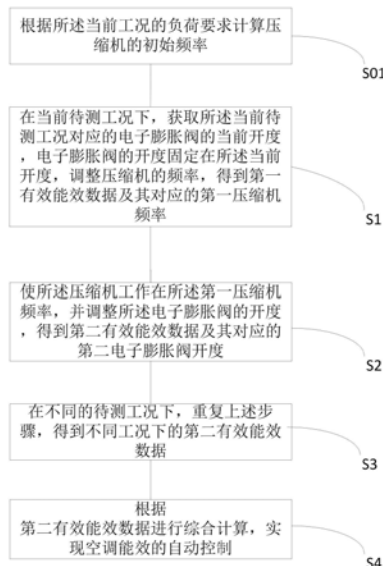 根据所述当前工况的负荷要求计算压
缩机的初始频率
S01
在当前待测工况下，获取所述当前待
测工况对应的电子膨胀阀的当前开度
，电子膨胀阀的开度固定在所述当前
开度，调整压缩机的频率，得到第一
有效能效数据及其对应的第一压缩机
频率
S1
使所述压缩机工作在所述第一压缩机
频率，并调整所述电子膨胀阀的开度
，得到第二有效能效数据及其对应的
第二电子膨胀阀开度
S2
在不同的待测工况下，重复上述步
骤，得到不同工况下的第二有效能效
数据
S3
根据
第二有效能效数据进行综合计算，实
现空调能效的自动控制
S4